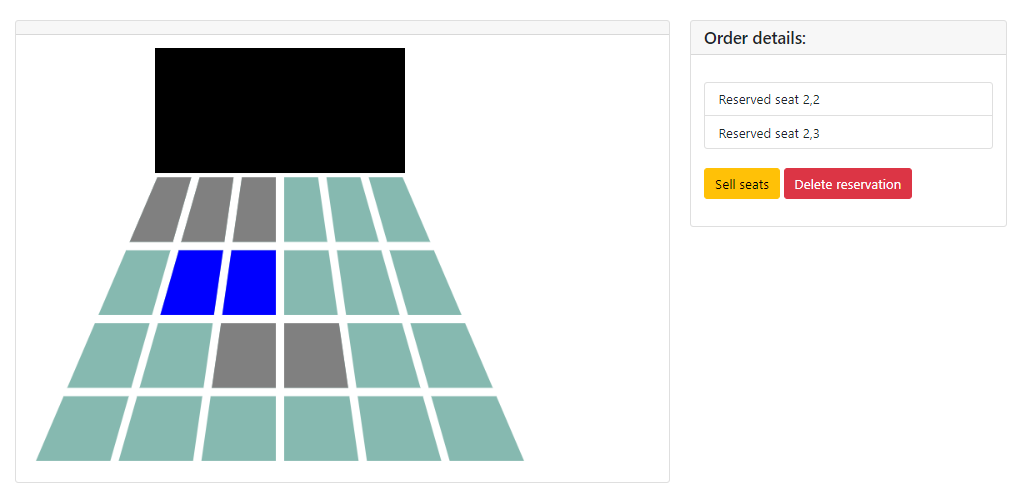 Order details:
Reserved seat 2,2
Reserved seat 2,3
Sell seats
Delete reservation